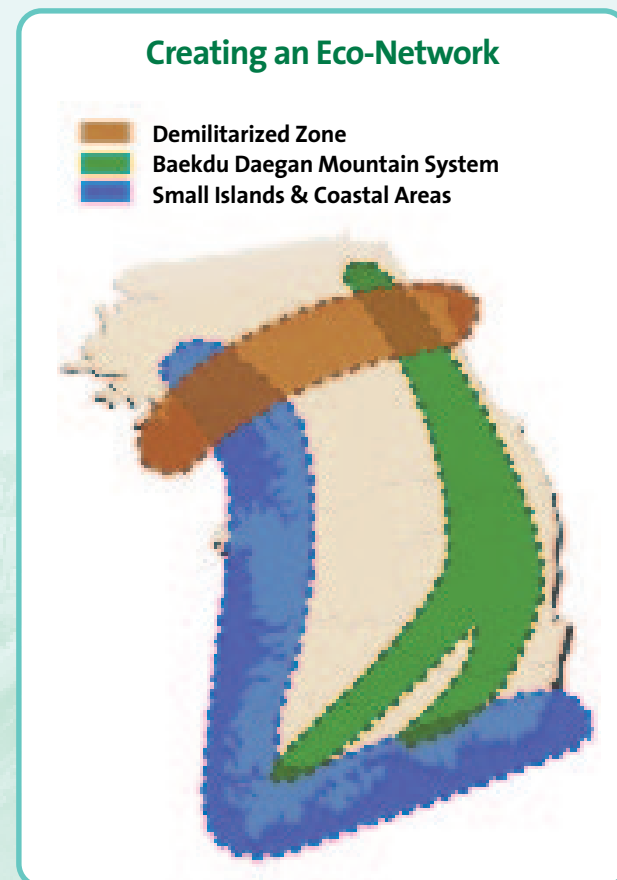 Creating an Eco-Network
Demilitarized Zone
Baekdu Daegan Mountain System
Small Islands & Coastal Areas